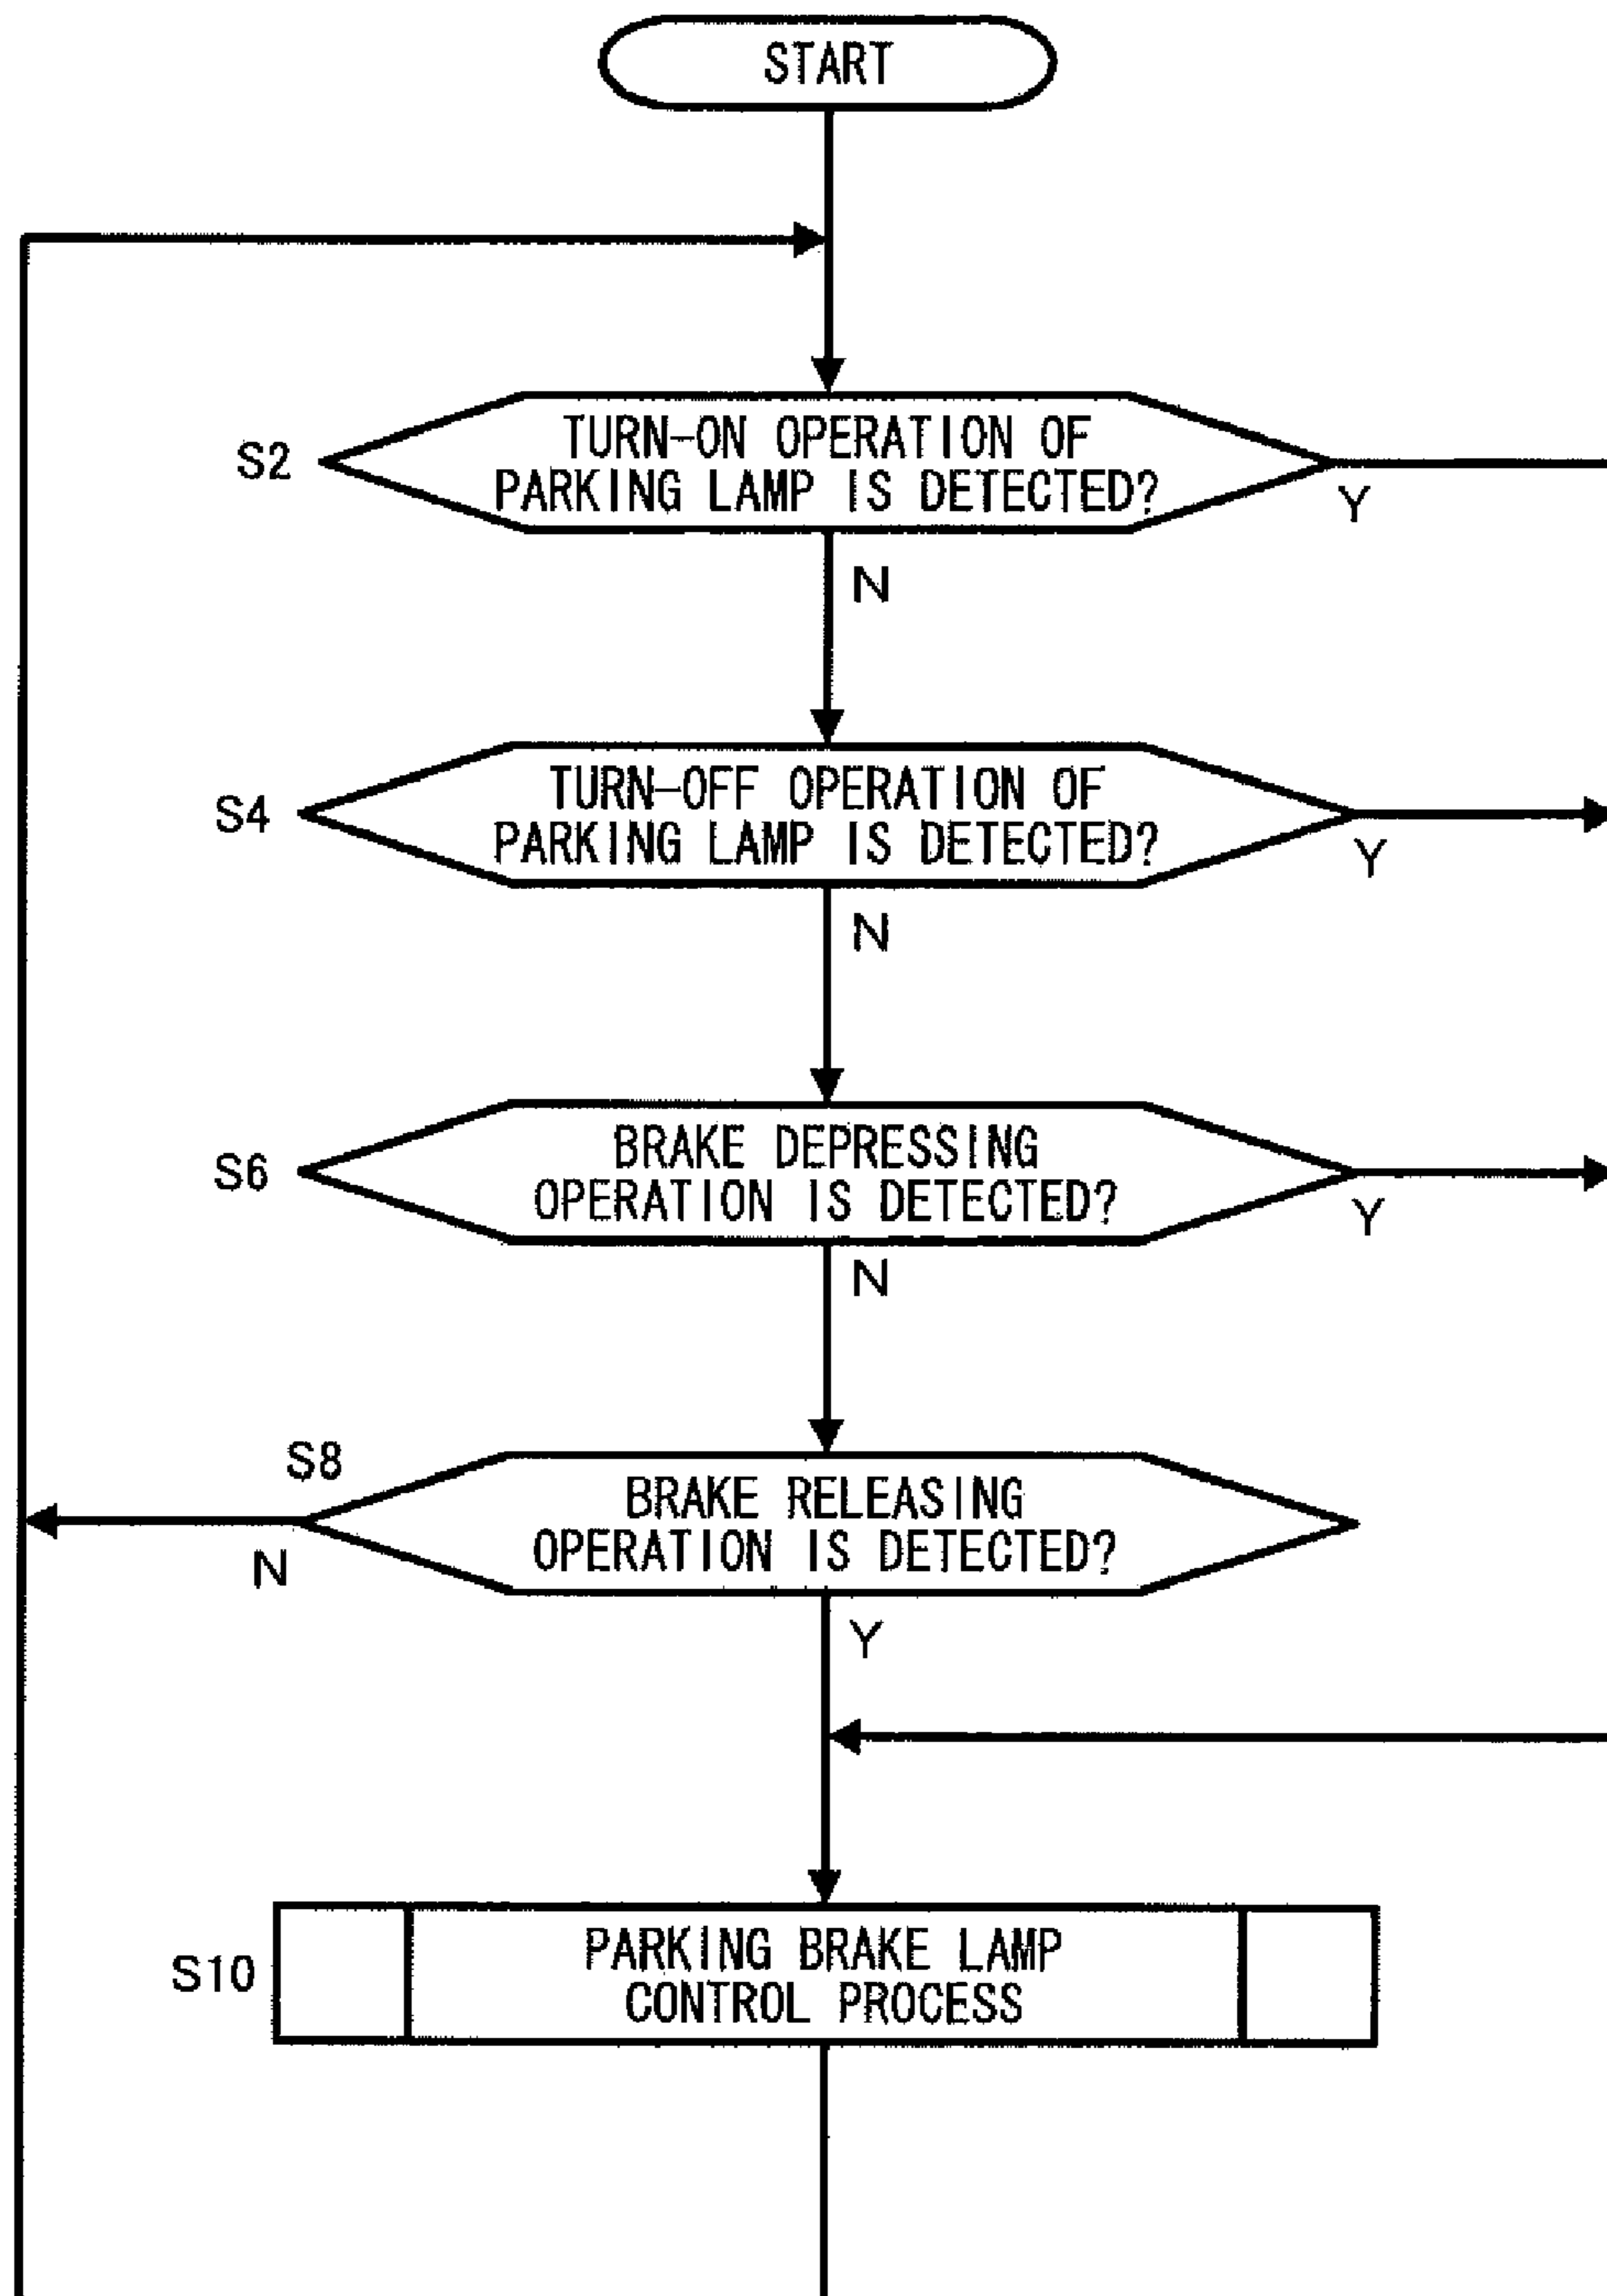 START
S2
TURN-ON OPERATION OF
PARKING LAMP IS DETECTED?
Y
N
S4
TURN-OFF OPERATION OF
PARKING LAMP IS DETECTED?
Y
N
S6
BRAKE DEPRESSING
OPERATION IS DETECTED?
Y
N
S8
BRAKE RELEASING
OPERATION IS DETECTED?
N
Y
S10
PARKING BRAKE LAMP
CONTROL PROCESS